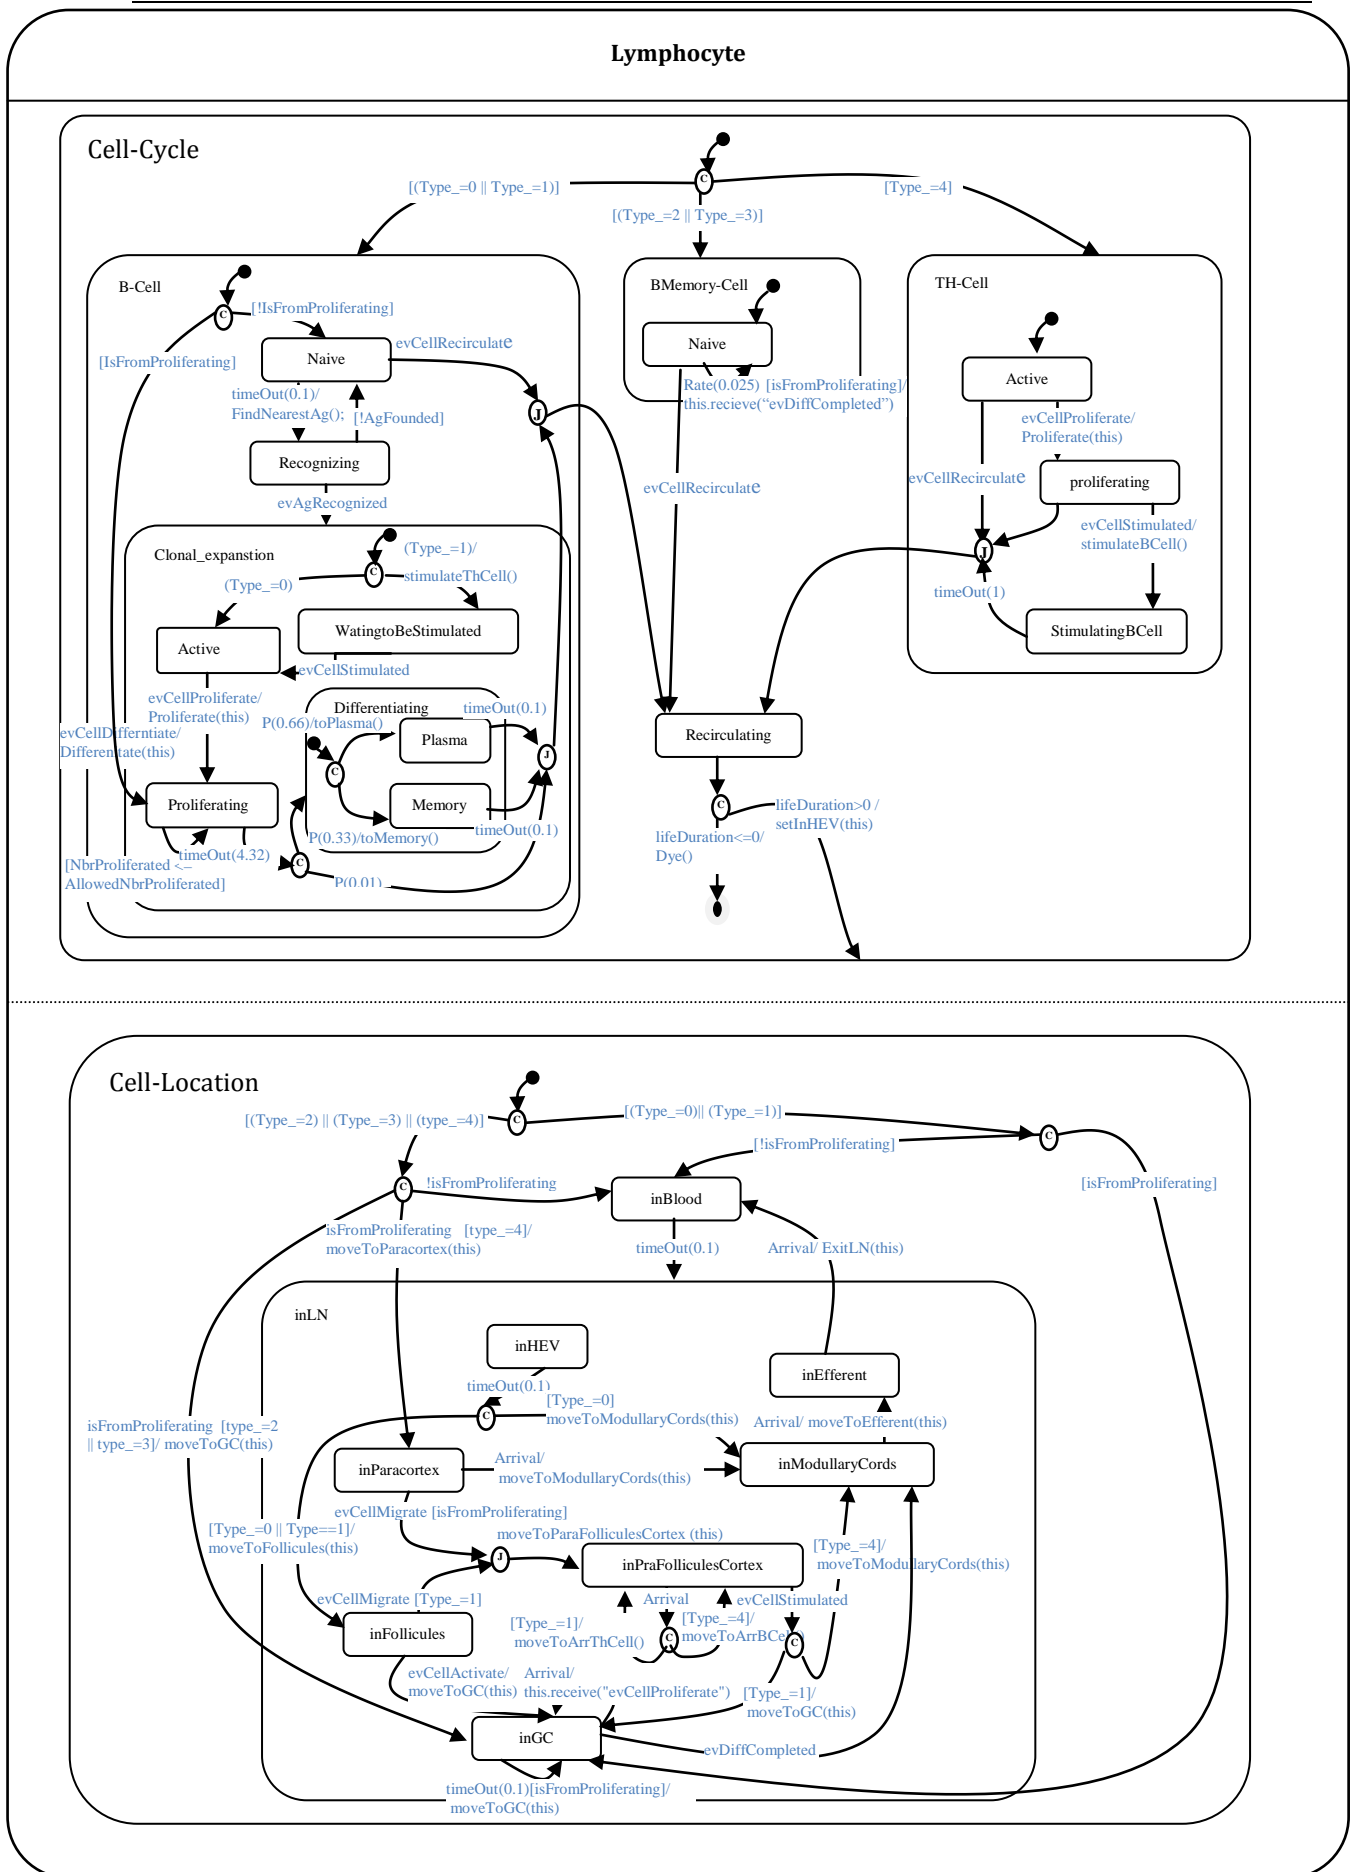 Lymphocyte
Cell-Cycle
C
[(Type_=0 || Type_=1)]
[Type_=4]
[(Type_=2 || Type_=3)]
B-Cell
C
[!IsFromProliferating]
[IsFromProliferating]
Naive
evCellRecirculate
timeOut(0.1)/
FindNearestAg();
[!AgFounded]
J
Recognizing
evAgRecognized
Clonal_expanstion
C
(Type_=1)/
stimulateThCell()
(Type_=0)
WatingtoBeStimulated
Active
evCellStimulated
evCellProliferate/
Proliferate(this)
evCellDifferntiate/
Differentate(this)
Differentiating
P(0.66)/toPlasma()
timeOut(0.1)
Plasma
C
J
Memory
Proliferating
P(0.33)/toMemory()
timeOut(0.1)
timeOut(4.32)
C
[NbrProliferated <=
AllowedNbrProliferated]
P(0.01)
BMemory-Cell
Naive
Rate(0.025) [isFromProliferating]/
this.recieve(“evDiffCompleted”)
evCellRecirculate
TH-Cell
Active
evCellProliferate/
Proliferate(this)
evCellRecirculate
proliferating
evCellStimulated/
stimulateBCell()
J
timeOut(1)
StimulatingBCell
Recirculating
C
lifeDuration>0 /
setInHEV(this)
lifeDuration<=0/
Dye()
Cell-Location
C
[(Type_=2) || (Type_=3) || (type_=4)]
[(Type_=0)|| (Type_=1)]
C
[!isFromProliferating]
[isFromProliferating]
C
!isFromProliferating
inBlood
isFromProliferating [type_=4]/
moveToParacortex(this)
timeOut(0.1)
Arrival/ ExitLN(this)
inLN
inHEV
inEfferent
timeOut(0.1)
C
[Type_=0]
moveToModullaryCords(this)
Arrival/ moveToEfferent(this)
isFromProliferating [type_=2
|| type_=3]/ moveToGC(this)
inParacortex
Arrival/
moveToModullaryCords(this)
inModullaryCords
evCellMigrate [isFromProliferating]
[Type_=0 || Type==1]/
moveToFollicules(this)
moveToParaFolliculesCortex (this)
J
inPraFolliculesCortex
[Type_=4]/
moveToModullaryCords(this)
evCellMigrate [Type_=1]
Arrival
evCellStimulated
inFollicules
[Type_=1]/
moveToArrThCell()
C
[Type_=4]/
moveToArrBCell()
C
evCellActivate/
moveToGC(this)
Arrival/
this.receive("evCellProliferate")
[Type_=1]/
moveToGC(this)
inGC
evDiffCompleted
timeOut(0.1)[isFromProliferating]/
moveToGC(this)